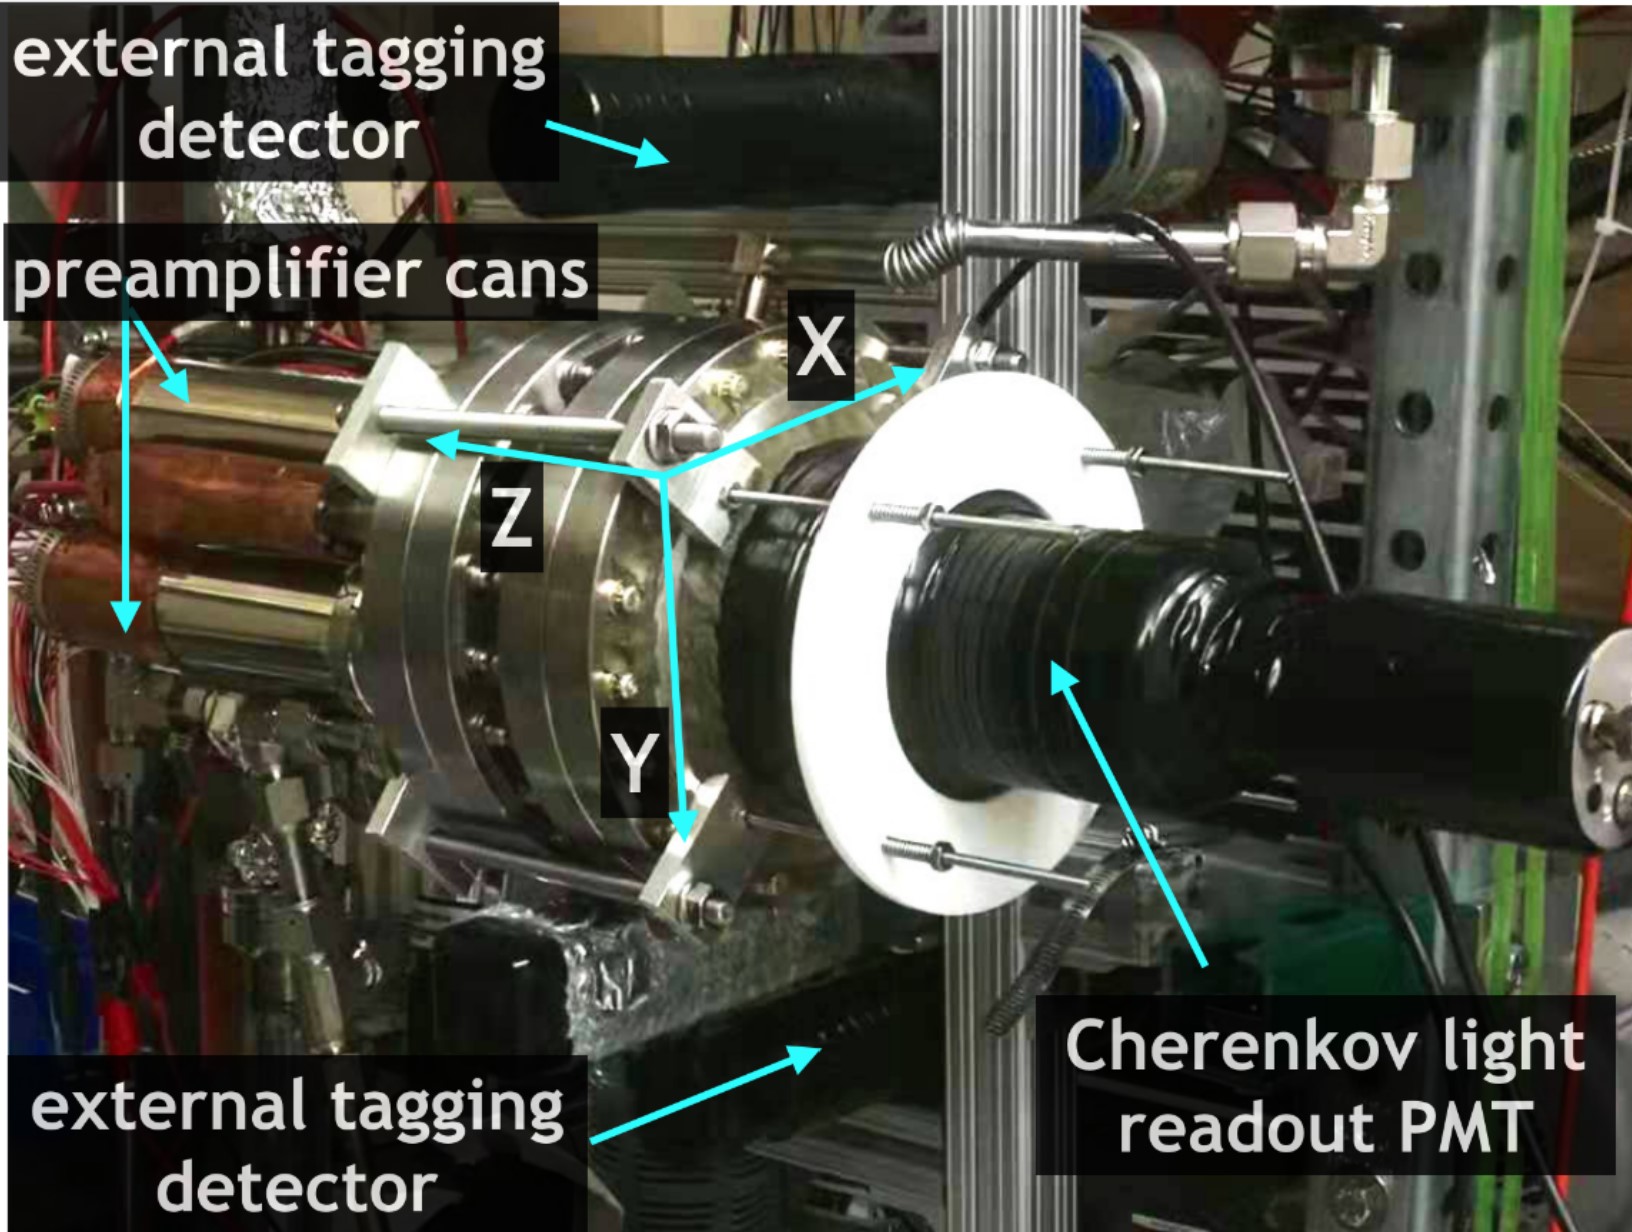 external tagging
detector
preamplifier cans
X
Z
Y
external tagging
detector
Cherenkov light
readout PMT